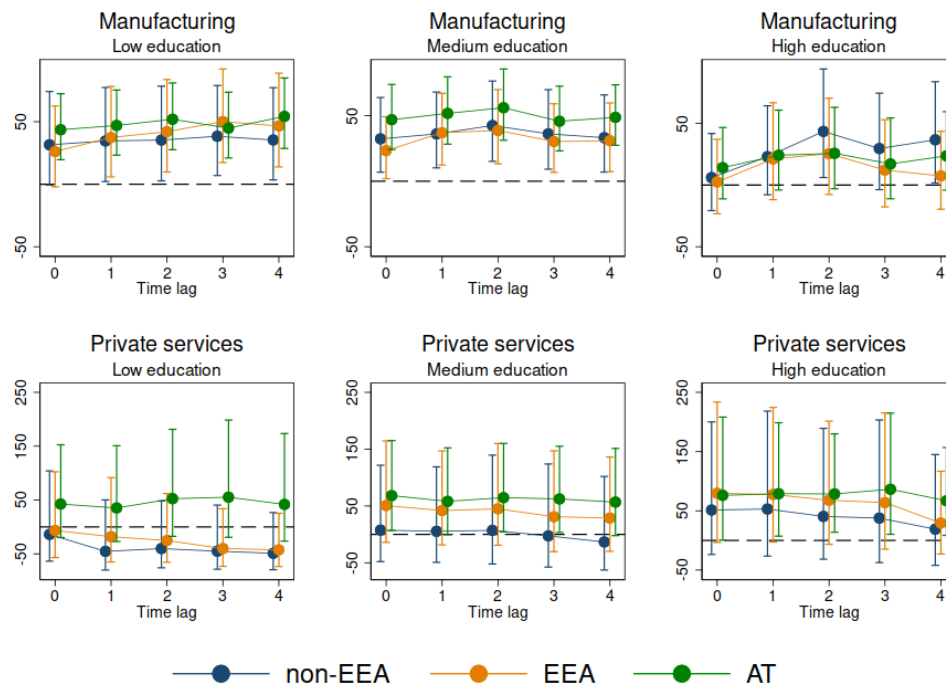 Manufacturing Manufacturing Manufacturing
Low education Medium education High education
50 50 50
-50 -50 -50
0 1 2 3 4 0 1 2 3 4 0 1 2 3 4
Time lag Time lag Time lag
Private services Private services Private services
Low education Medium education High education
250 250 250
150 150 150
50 50 50
-50 -50 -50
0 1 2 3 4 0 1 2 3 4 0 1 2 3 4
Time lag Time lag Time lag
non-EEA EEA AT